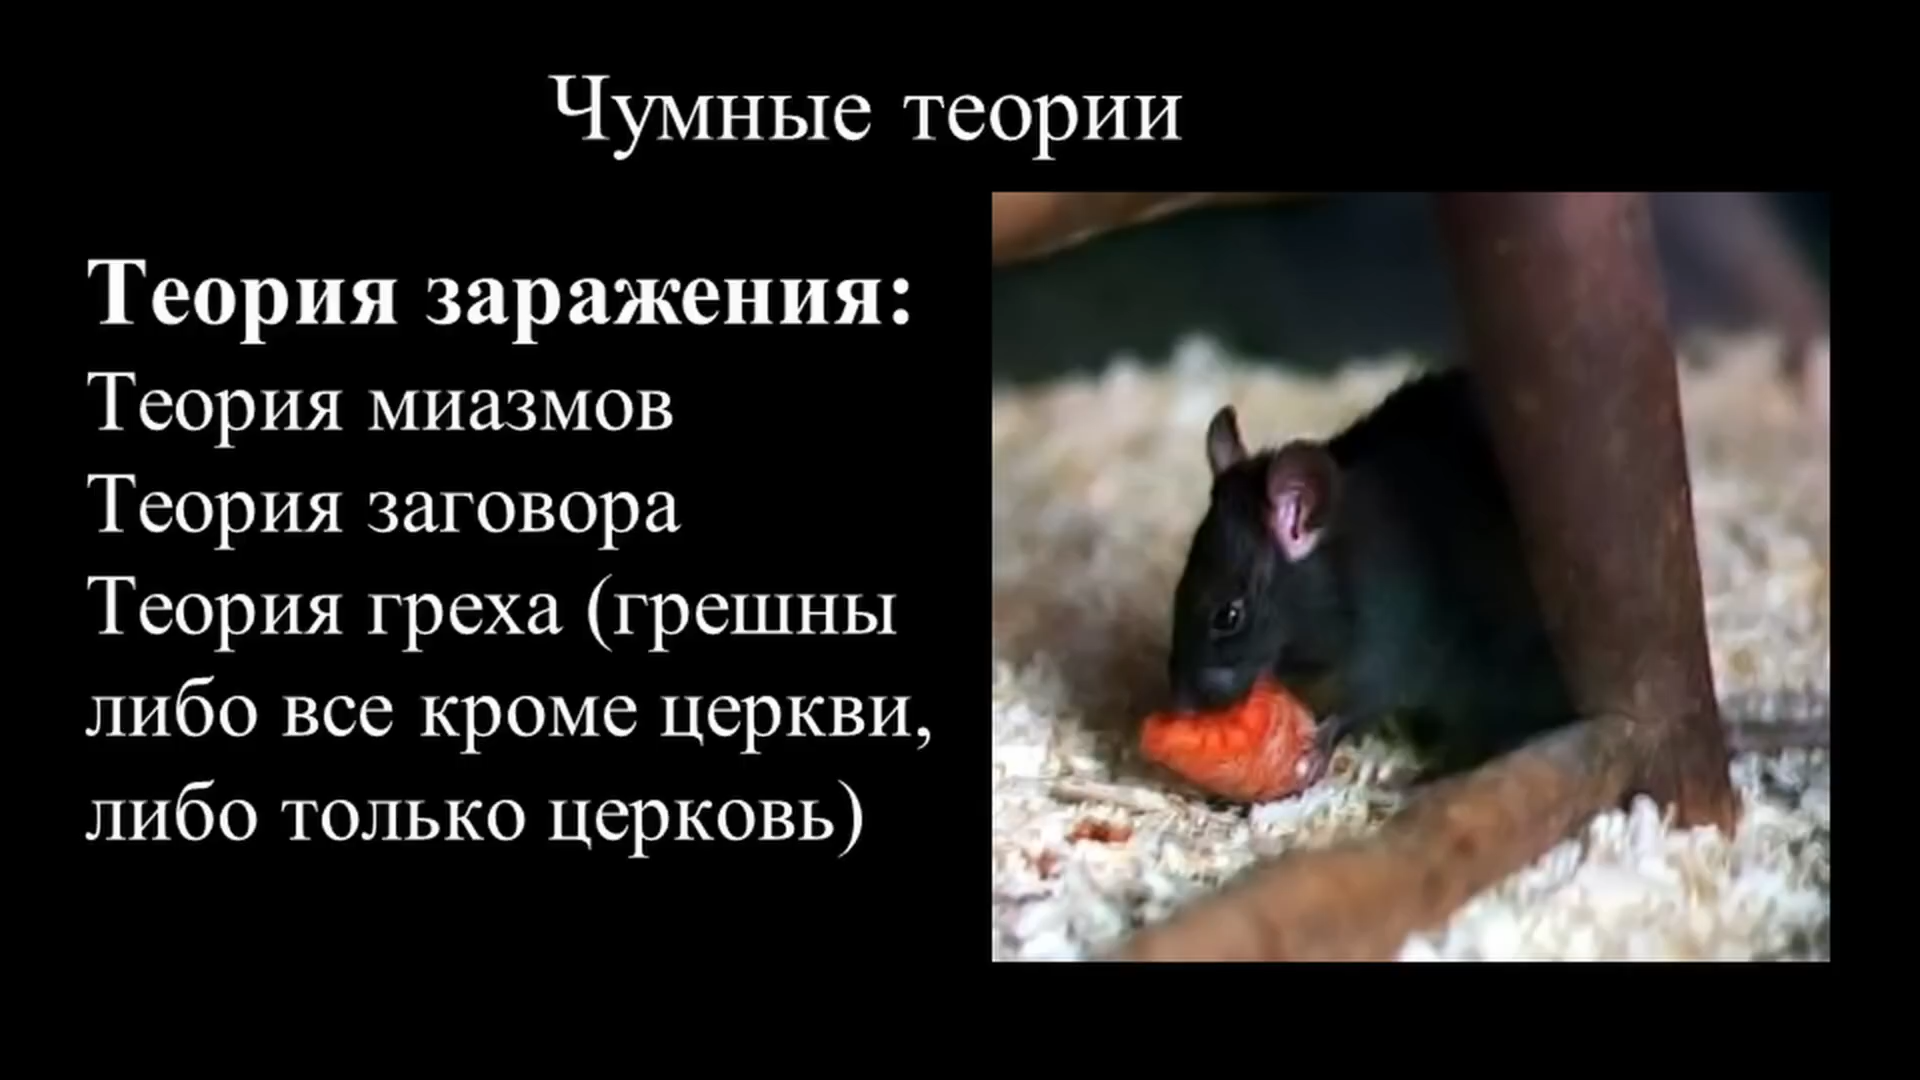 Чумные теории
Теория заражения:
Теория миазмов
Теория заговора
Теория греха (грешны
либо все кроме церкви,
либо только церковь)